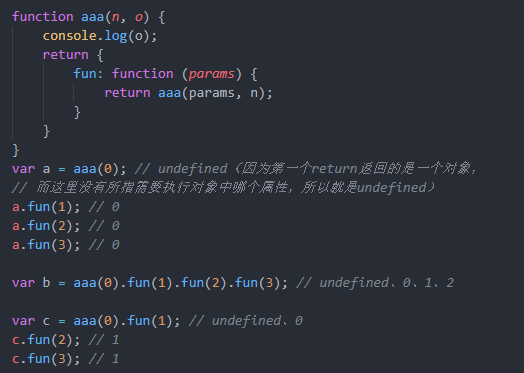 function aaa(n, o) {
    console.log(o);
    return {
        fun: function (params) {
            return aaa(params, n);
        }
    }
}
var a = aaa(0); // undefined（因为第一个return返回的是一个对象，
// 而这里没有所指需要执行对象中哪个属性，所以就是undefined）
a.fun(1); // 0
a.fun(2); // 0
a.fun(3); // 0

var b = aaa(0).fun(1).fun(2).fun(3); // undefined、0、1、2

var c = aaa(0).fun(1); // undefined、0
c.fun(2); // 1
c.fun(3); // 1